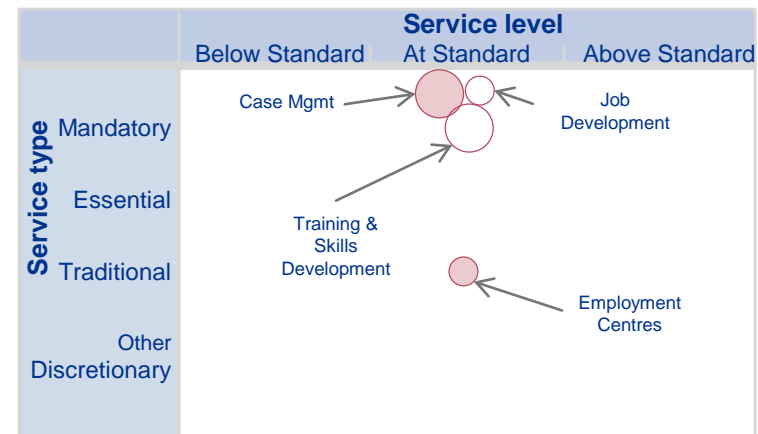 Service level
Below Standard
At Standard
Above Standard
Service type
Mandatory
Essential
Traditional
Other
Discretionary
Case Mgmt
Job
Development
Training &
Skills
Development
Employment
Centres